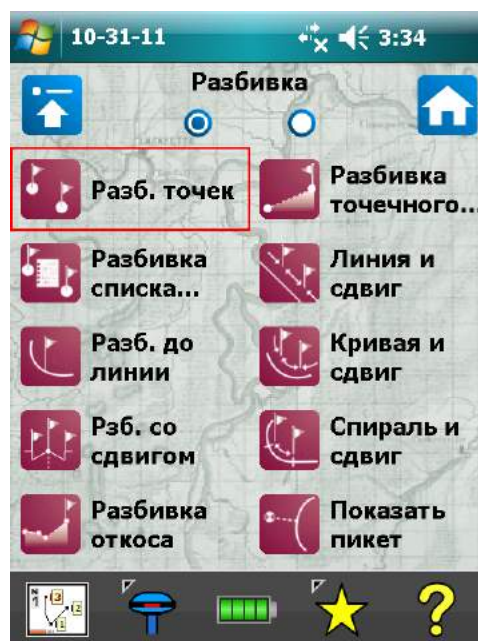 10-31-11 3:34
Разбивка
Разб. точек
Разбивка
точечного...
Разбивка
списка...
Линия и
сдвиг
Разб. до
линии
Кривая и
сдвиг
Рзб. со
сдвигом
Спираль и
сдвиг
Разбивка
откоса
Показать
пикет